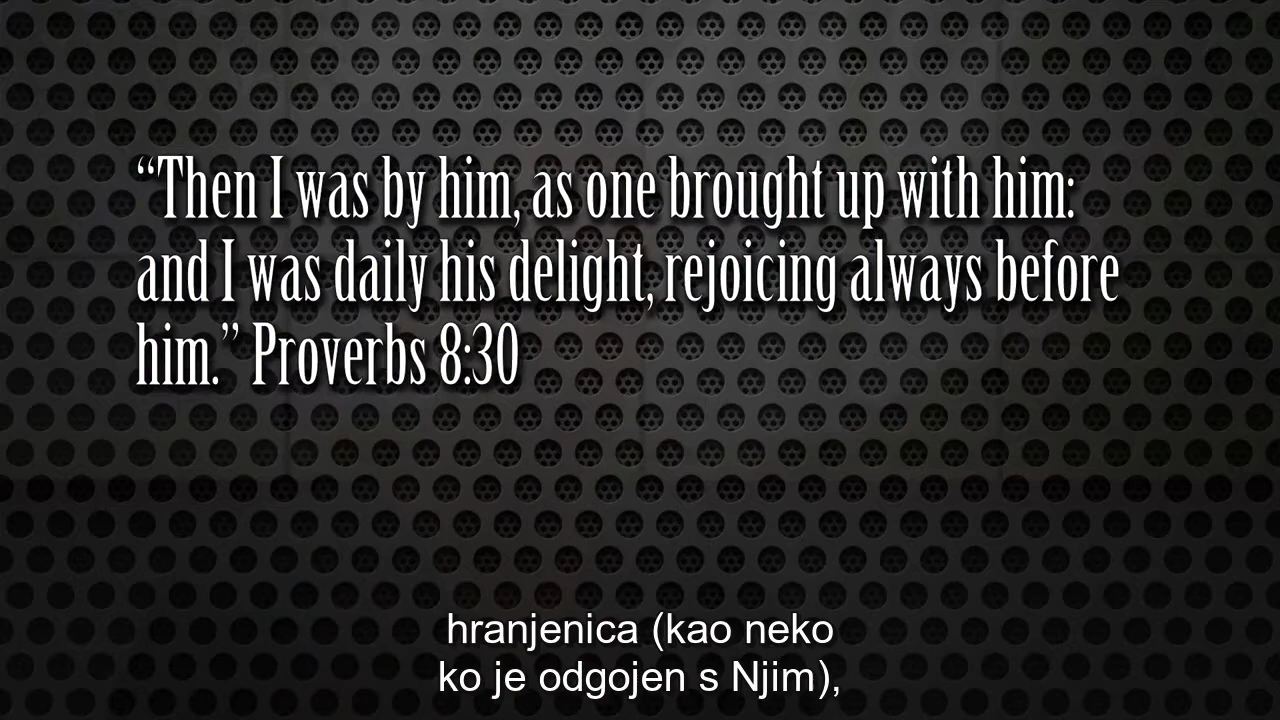 “Then I was by him, as one brought up with him:
and I was daily his delight, rejoicing always before
him.” Proverbs 8:30
hranjenica (kao neko
ko je odgojen s Njim),